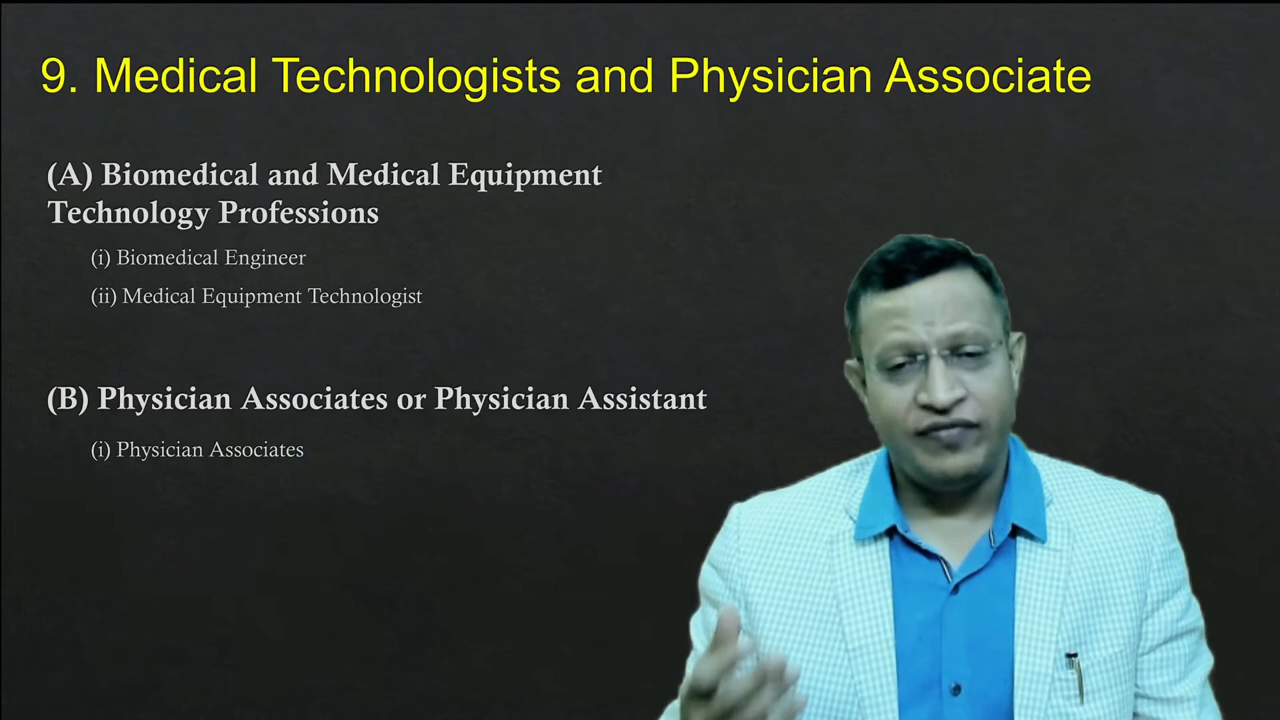 9. Medical Technologists and Physician Associate
(A) Biomedical and Medical Equipment
Technology Professions
(i) Biomedical Engineer
(ii) Medical Equipment Technologist
(B) Physician Associates or Physician Assistant
(i) Physician Associates